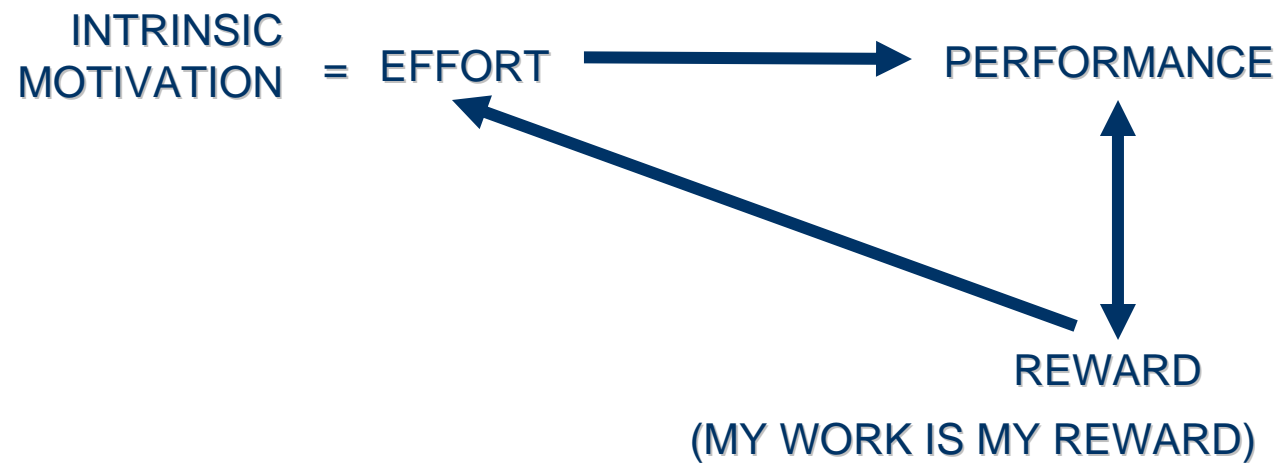 INTRINSIC
MOTIVATION = EFFORT PERFORMANCE
REWARD
(MY WORK IS MY REWARD)